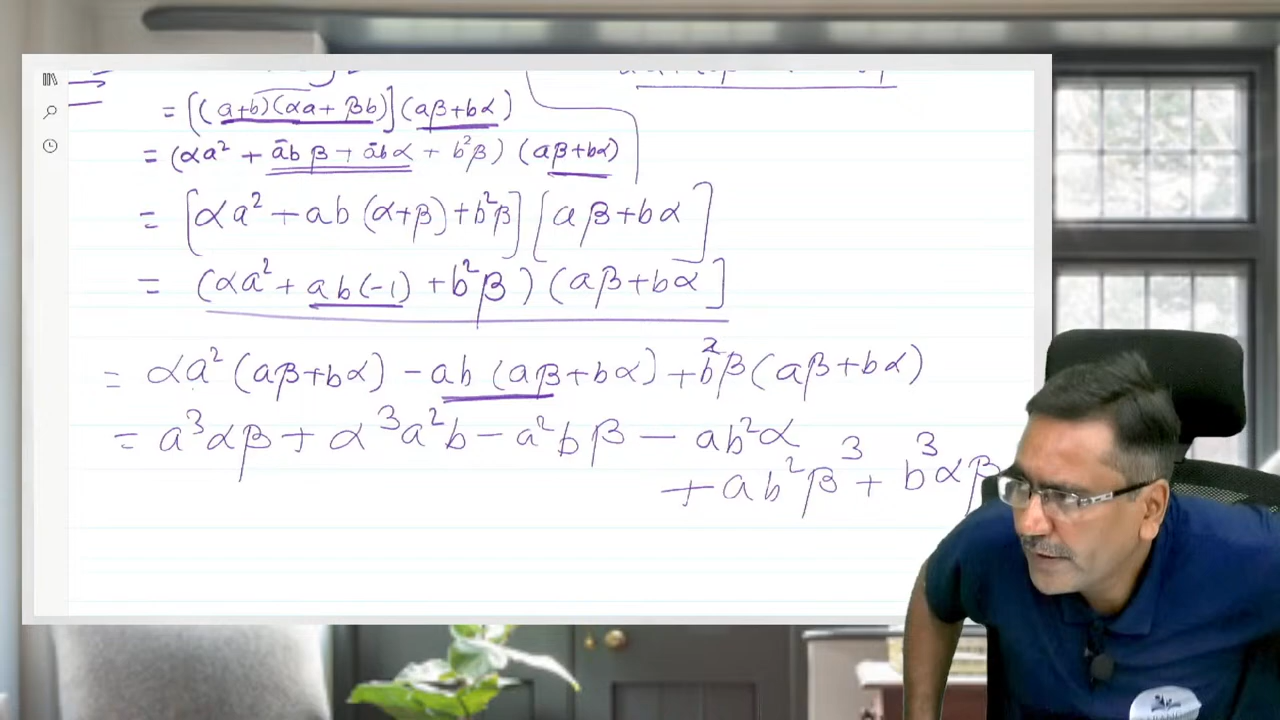 = [(a+b)(αa+βb)](aβ+bα)
= (αa² + ab β + ab α + b²β) (aβ+bα)
= [αa² + ab (α+β) + b²β] [aβ+bα]
= (αa² + ab(-1) + b²β) (aβ+bα]
= αa² (aβ+bα) - ab (aβ+bα) + b²β(aβ+bα)
= a³αβ + α³a²b - a²bβ - ab²α
+ ab²β³ + b³αβ